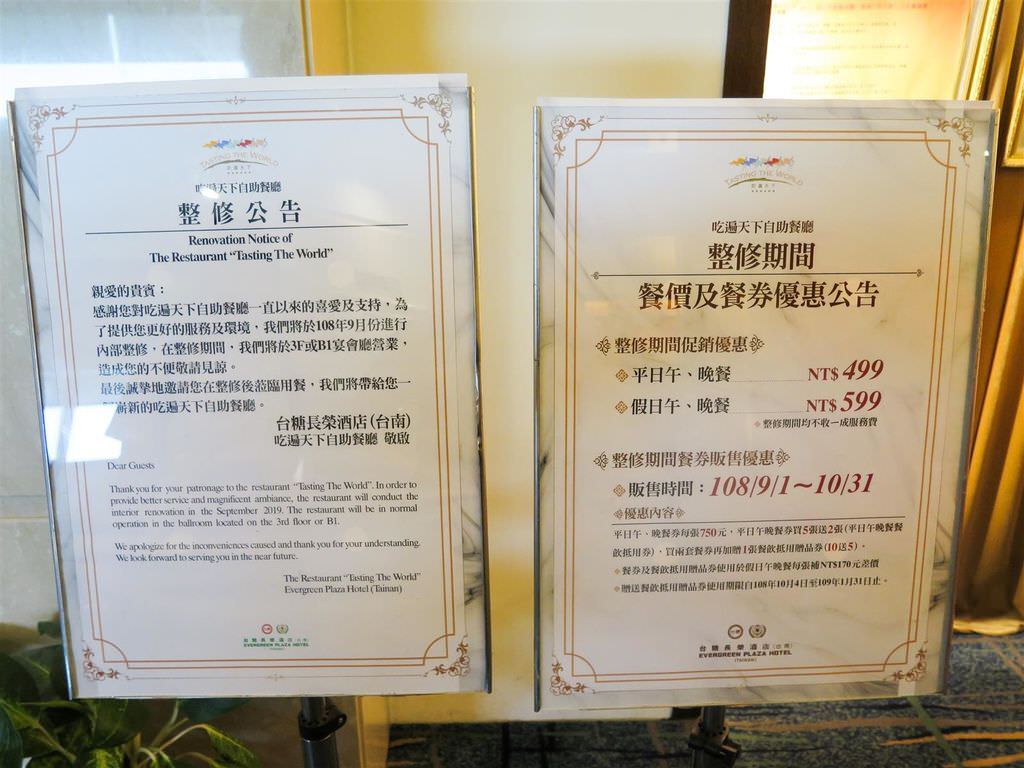 TASTING THE WORLD
吃遍天下
吃遍天下自助餐廳
整修公告
Renovation Notice of
The Restaurant "Tasting The World"
親愛的貴賓：
感謝您對吃遍天下自助餐廳一直以來的喜愛及支持，為
了提供您更好的服務及環境，我們將於108年9月份進行
內部整修，在整修期間，我們將於3F或B1宴會廳營業，
造成您的不便敬請見諒。
最後誠摯地邀請您在整修後蒞臨用餐，我們將帶給您一
嶄新的吃遍天下自助餐廳。
台糖長榮酒店(台南)
吃遍天下自助餐廳 敬啟
Dear Guests
Thank you for your patronage to the restaurant "Tasting The World". In order to
provide better service and magnificent ambiance, the restaurant will conduct the
interior renovation in the September 2019. The restaurant will be in normal
operation in the ballroom located on the 3rd floor or B1.
We apologize for the inconveniences caused and thank you for your understanding.
We look forward to serving you in the near future.
The Restaurant "Tasting The World"
Evergreen Plaza Hotel (Tainan)
台糖長榮酒店(台南)
EVERGREEN PLAZA HOTEL
(TAINAN)
TASTING THE WORLD
吃遍天下
吃遍天下自助餐廳
整修期間
餐價及餐券優惠公告
整修期間促銷優惠
平日午、晚餐 NT$ 499
假日午、晚餐 NT$ 599
整修期間均不收一成服務費
整修期間餐券販售優惠
販售時間：108/9/1～10/31
優惠內容
平日午、晚餐券每張750元，平日午晚餐券買5張送2張(平日午晚餐餐
飲抵用券)，買兩套餐券再加贈1張餐飲抵用贈品券(10送5)。
餐券及餐飲抵用贈品券使用於假日午晚餐每張補NT$170元差價
贈送餐飲抵用贈品券使用期限自108年10月4日至109年1月31日止。
台糖長榮酒店(台南)
EVERGREEN PLAZA HOTEL
(TAINAN)